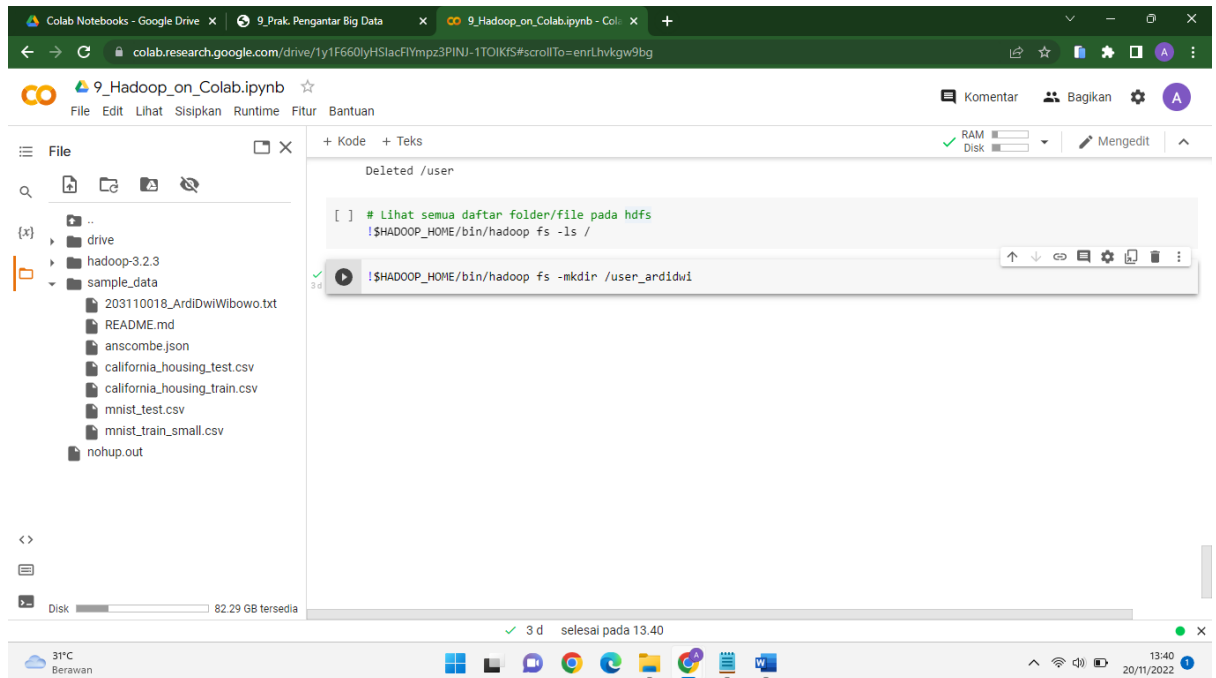 Colab Notebooks - Google Drive
9_Prak. Pengantar Big Data
9_Hadoop_on_Colab.ipynb - Cola
colab.research.google.com/drive/1y1F660lyHSlacFlYmpz3PINJ-1TOIKfS#scrollTo=enrLhvkgw9bg
A
9_Hadoop_on_Colab.ipynb
File Edit Lihat Sisipkan Runtime Fitur Bantuan
Komentar Bagikan A
File
+ Kode + Teks
RAM
Disk
Mengedit
{x}
..
drive
hadoop-3.2.3
sample_data
203110018_ArdiDwiWibowo.txt
README.md
anscombe.json
california_housing_test.csv
california_housing_train.csv
mnist_test.csv
mnist_train_small.csv
nohup.out
Disk 82.29 GB tersedia
Deleted /user
[ ] # Lihat semua daftar folder/file pada hdfs
!$HADOOP_HOME/bin/hadoop fs -ls /
3 d
!$HADOOP_HOME/bin/hadoop fs -mkdir /user_ardidwi
3 d selesai pada 13.40
31°C
Berawan
13:40
20/11/2022
1